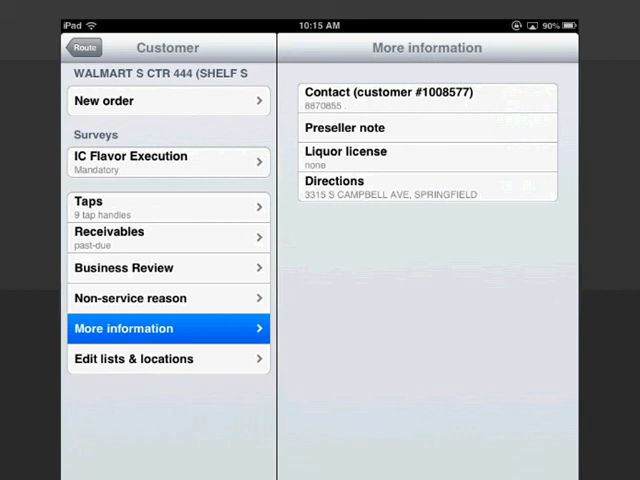 iPad 10:15 AM 90%
Route Customer More information
WALMART S CTR 444 (SHELF S
New order
Surveys
IC Flavor Execution
Mandatory
Taps
9 tap handles
Receivables
past-due
Business Review
Non-service reason
More information
Edit lists & locations
Contact (customer #1008577)
8870855
Preseller note
Liquor license
none
Directions
3315 S CAMPBELL AVE, SPRINGFIELD